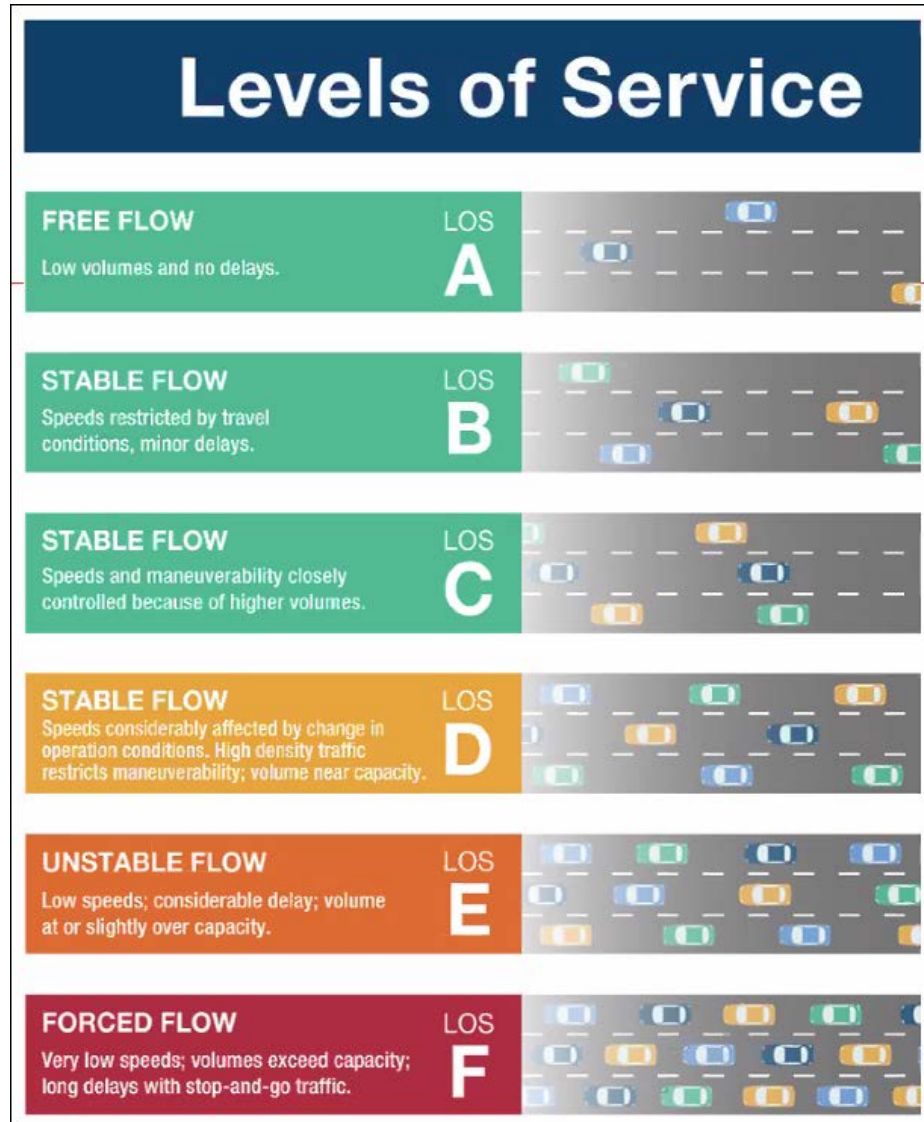 Levels of Service
FREE FLOW
Low volumes and no delays.
LOS
A
STABLE FLOW
Speeds restricted by travel
conditions, minor delays.
LOS
B
STABLE FLOW
Speeds and maneuverability closely
controlled because of higher volumes.
LOS
C
STABLE FLOW
Speeds considerably affected by change in
operation conditions. High density traffic
restricts maneuverability; volume near capacity.
LOS
D
UNSTABLE FLOW
Low speeds; considerable delay; volume
at or slightly over capacity.
LOS
E
FORCED FLOW
Very low speeds; volumes exceed capacity;
long delays with stop-and-go traffic.
LOS
F